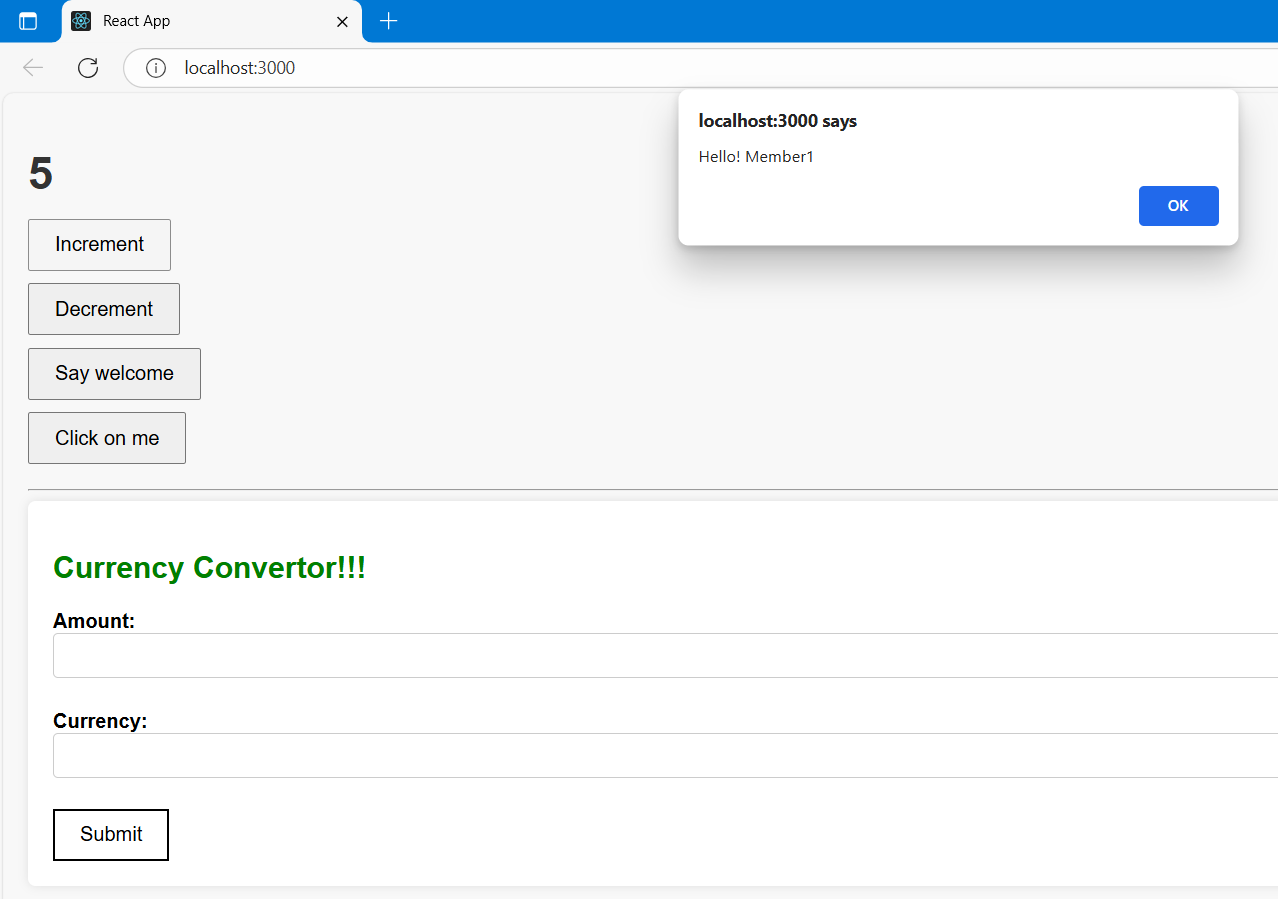 React App
localhost:3000
localhost:3000 says
Hello! Member1
OK
5
Increment
Decrement
Say welcome
Click on me
Currency Convertor!!!
Amount:
Currency:
Submit